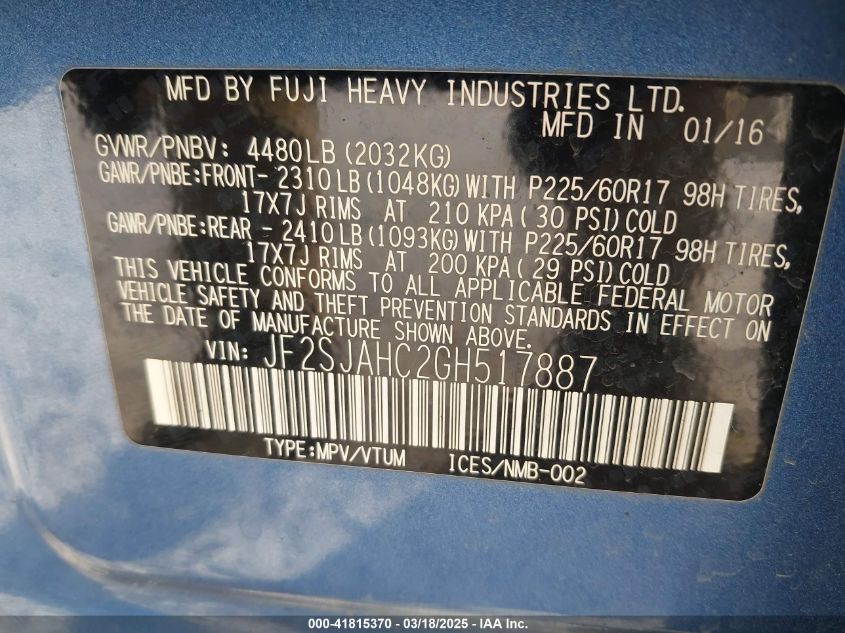 MFD BY FUJI HEAVY INDUSTRIES LTD.
MFD IN 01/16
GVWR/PNBV: 4480LB (2032KG)
GAWR/PNBE:FRONT- 2310LB (1048KG) WITH P225/60R17 98H TIRES,
17X7J RIMS AT 210 KPA ( 30 PSI) COLD
GAWR/PNBE:REAR - 2410LB (1093KG) WITH P225/60R17 98H TIRES,
17X7J RIMS AT 200 KPA ( 29 PSI) COLD
THIS VEHICLE CONFORMS TO ALL APPLICABLE FEDERAL MOTOR
VEHICLE SAFETY AND THEFT PREVENTION STANDARDS IN EFFECT ON
THE DATE OF MANUFACTURE SHOWN ABOVE.
VIN: JF2SJAHC2GH517887
TYPE:MPV/VTUM ICES/NMB-002
000-41815370 - 03/18/2025 - IAA Inc.